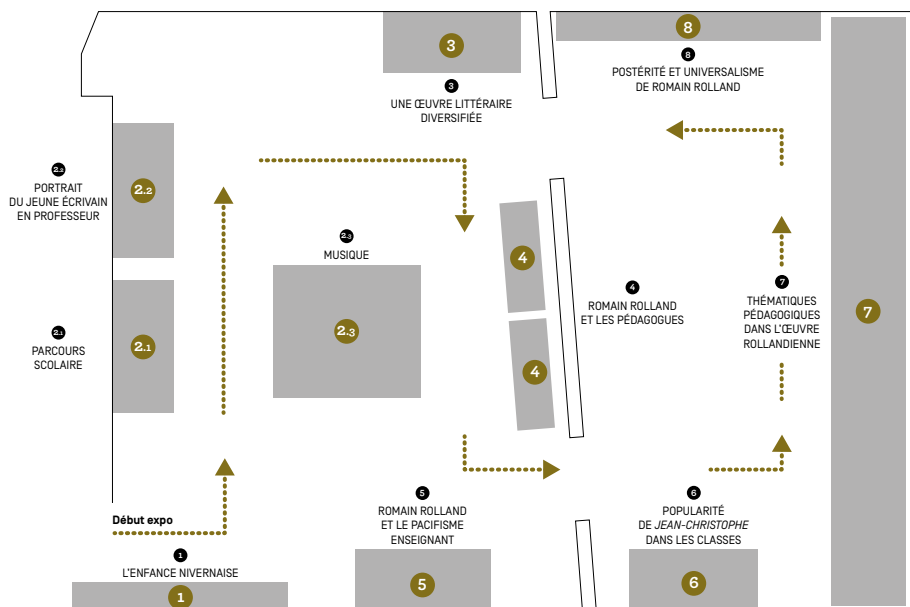 3
8
3
UNE ŒUVRE LITTÉRAIRE
DIVERSIFIÉE
8
POSTÉRITÉ ET UNIVERSALISME
DE ROMAIN ROLLAND
2.2
PORTRAIT
DU JEUNE ÉCRIVAIN
EN PROFESSEUR
2.2
2.3
MUSIQUE
2.3
2.1
PARCOURS
SCOLAIRE
2.1
4
4
4
ROMAIN ROLLAND
ET LES PÉDAGOGUES
7
THÉMATIQUES
PÉDAGOGIQUES
DANS L'ŒUVRE
ROLLANDIENNE
7
Début expo
1
L'ENFANCE NIVERNAISE
1
5
ROMAIN ROLLAND
ET LE PACIFISME
ENSEIGNANT
5
6
POPULARITÉ
DE JEAN-CHRISTOPHE
DANS LES CLASSES
6